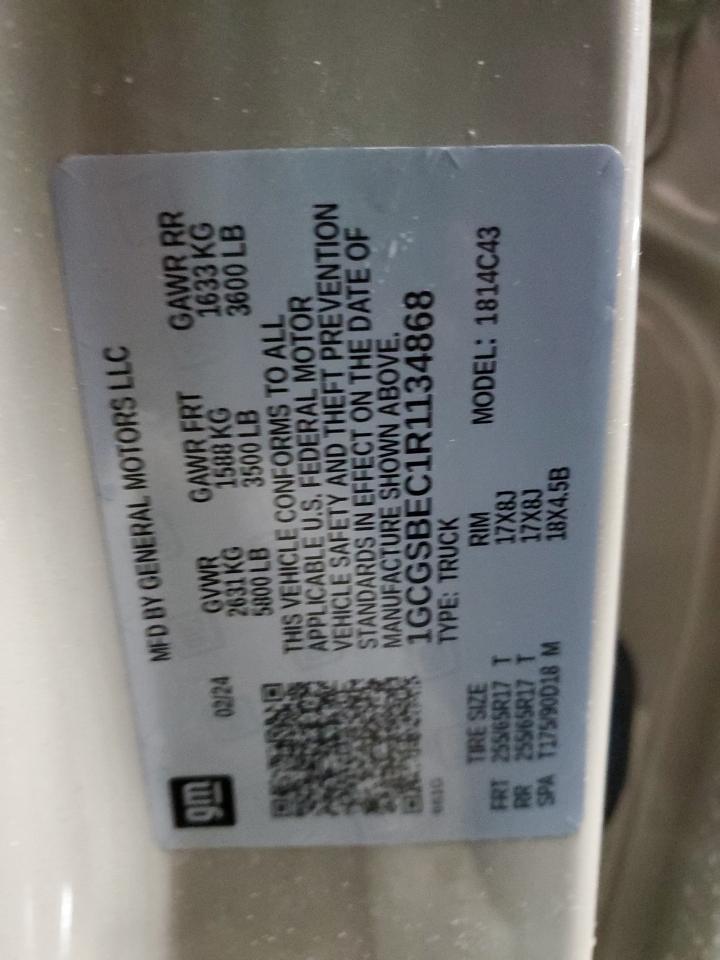 gm
MFD BY GENERAL MOTORS LLC
02/24
GVWR GAWR FRT GAWR RR
2631 KG 1588 KG 1633 KG
5800 LB 3500 LB 3600 LB
THIS VEHICLE CONFORMS TO ALL
APPLICABLE U.S. FEDERAL MOTOR
VEHICLE SAFETY AND THEFT PREVENTION
STANDARDS IN EFFECT ON THE DATE OF
MANUFACTURE SHOWN ABOVE.
1GCGSBEC1R1134868
TYPE: TRUCK
MODEL: 1814C43
TIRE SIZE RIM
FRT 255/65R17 T 17X8J
RR 255/65R17 T 17X8J
SPA T175/90D18 M 18X4.5B